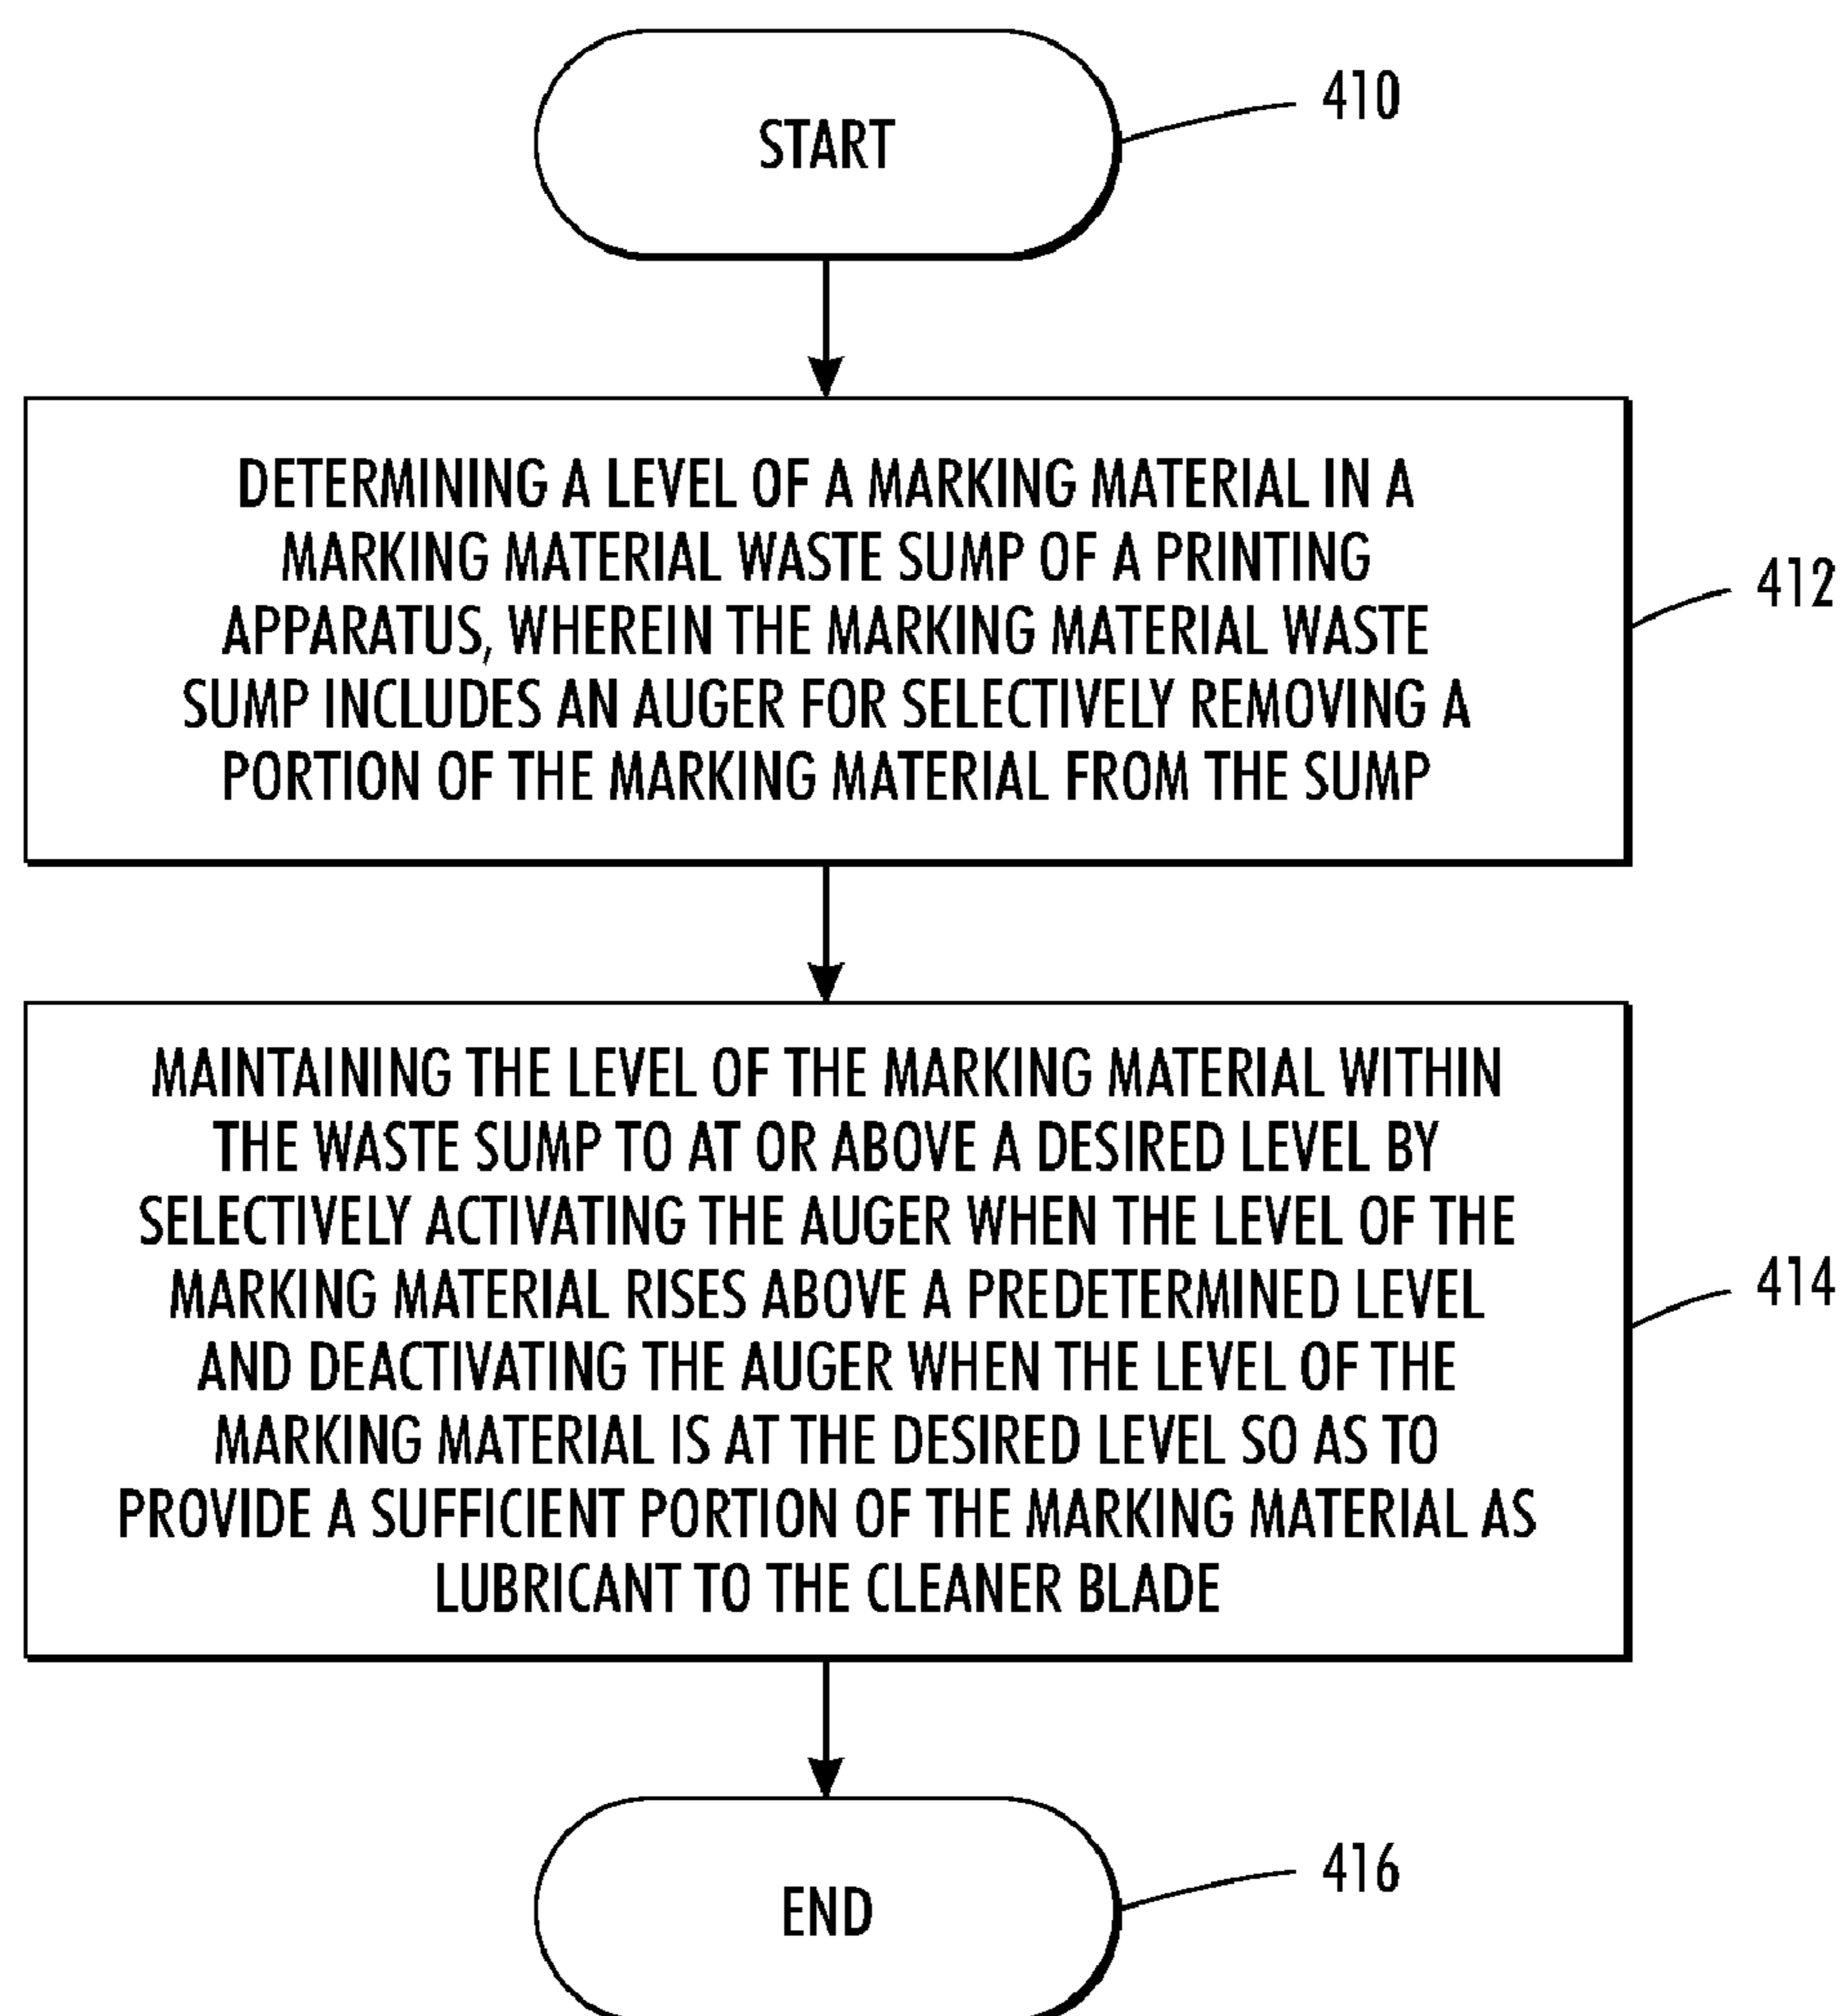 START
410
DETERMINING A LEVEL OF A MARKING MATERIAL IN A
MARKING MATERIAL WASTE SUMP OF A PRINTING
APPARATUS, WHEREIN THE MARKING MATERIAL WASTE
SUMP INCLUDES AN AUGER FOR SELECTIVELY REMOVING A
PORTION OF THE MARKING MATERIAL FROM THE SUMP
412
MAINTAINING THE LEVEL OF THE MARKING MATERIAL WITHIN
THE WASTE SUMP TO AT OR ABOVE A DESIRED LEVEL BY
SELECTIVELY ACTIVATING THE AUGER WHEN THE LEVEL OF THE
MARKING MATERIAL RISES ABOVE A PREDETERMINED LEVEL
AND DEACTIVATING THE AUGER WHEN THE LEVEL OF THE
MARKING MATERIAL IS AT THE DESIRED LEVEL SO AS TO
PROVIDE A SUFFICIENT PORTION OF THE MARKING MATERIAL AS
LUBRICANT TO THE CLEANER BLADE
414
END
416